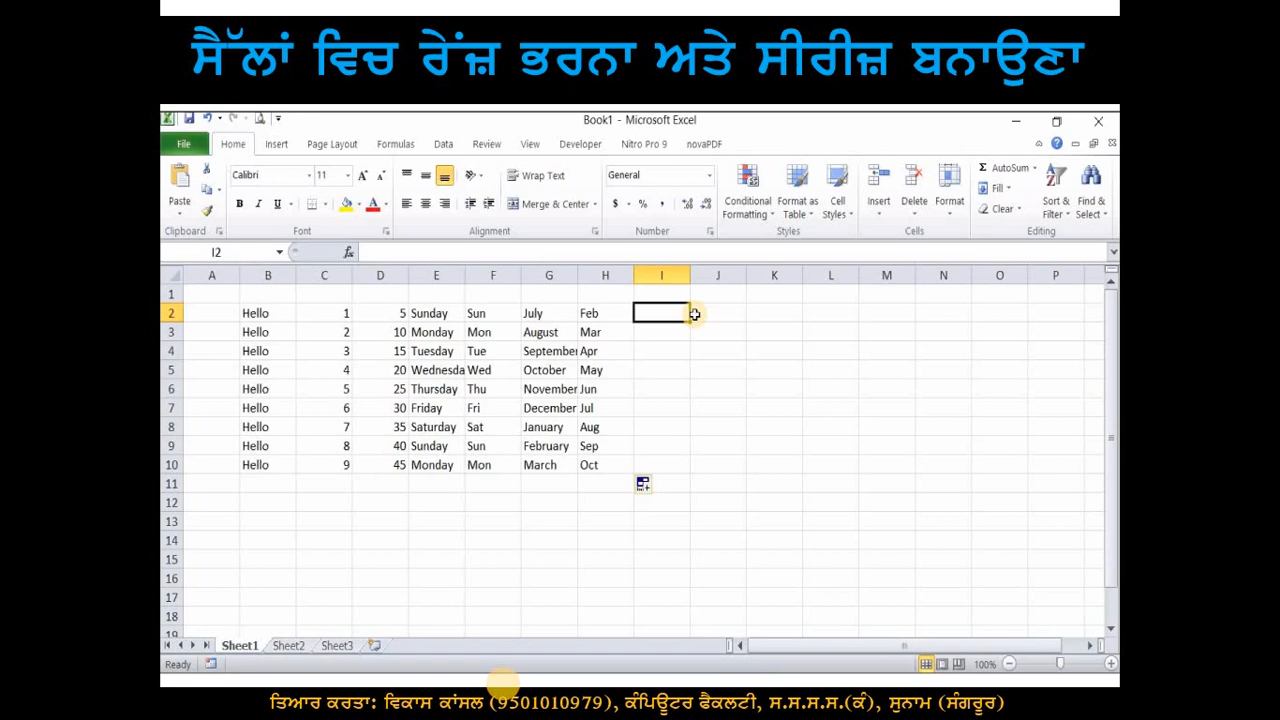 ਸੈੱਲਾਂ ਵਿਚ ਰੇਂਜ਼ ਭਰਨਾ ਅਤੇ ਸੀਰੀਜ਼ ਬਨਾਉਣਾ
Book1 - Microsoft Excel
File Home Insert Page Layout Formulas Data Review View Developer Nitro Pro 9 novaPDF
Calibri 11 Wrap Text General AutoSum
Paste Conditional Format as Cell Insert Delete Format Fill Sort & Find &
B I U Merge & Center $ % , Formatting Table Styles Clear Filter Select
Clipboard Font Alignment Number Styles Cells Editing
I2 fx
A B C D E F G H I J K L M N O P
1
2 Hello 1 5 Sunday Sun July Feb
3 Hello 2 10 Monday Mon August Mar
4 Hello 3 15 Tuesday Tue September Apr
5 Hello 4 20 Wednesda Wed October May
6 Hello 5 25 Thursday Thu November Jun
7 Hello 6 30 Friday Fri December Jul
8 Hello 7 35 Saturday Sat January Aug
9 Hello 8 40 Sunday Sun February Sep
10 Hello 9 45 Monday Mon March Oct
11
12
13
14
15
16
17
18
19
Sheet1 Sheet2 Sheet3
Ready 100%
ਤਿਆਰ ਕਰਤਾ: ਵਿਕਾਸ ਕਾਂਸਲ (9501010979), ਕੰਪਿਊਟਰ ਫੈਕਲਟੀ, ਸ.ਸ.ਸ.ਸ.(ਕੰ), ਸੁਨਾਮ (ਸੰਗਰੂਰ)